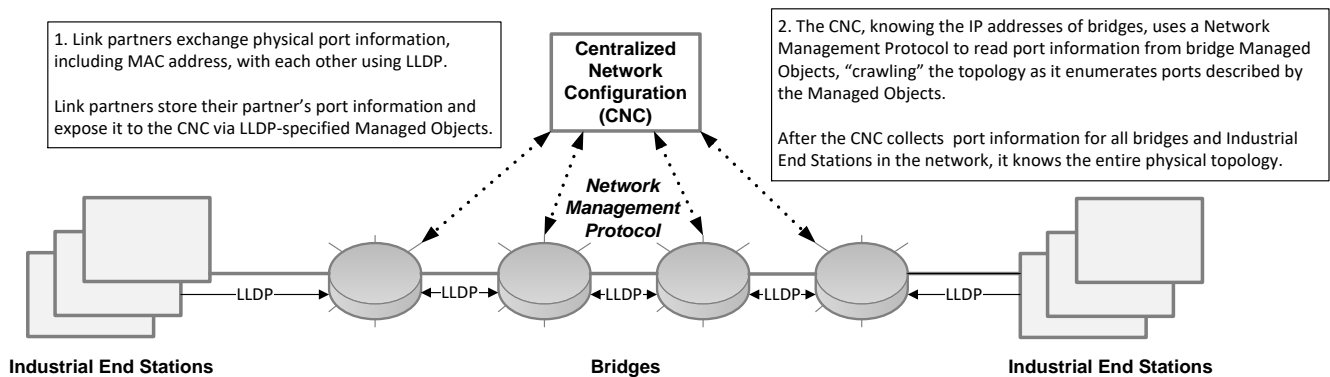 1. Link partners exchange physical port information,
including MAC address, with each other using LLDP.
Link partners store their partner's port information and
expose it to the CNC via LLDP-specified Managed Objects.
Centralized
Network
Configuration
(CNC)
2. The CNC, knowing the IP addresses of bridges, uses a Network
Management Protocol to read port information from bridge Managed
Objects, “crawling” the topology as it enumerates ports described by
the Managed Objects.
After the CNC collects  port information for all bridges and Industrial
End Stations in the network, it knows the entire physical topology.
Network
Management
Protocol
LLDP
LLDP
LLDP
LLDP
LLDP
Industrial End Stations
Bridges
Industrial End Stations